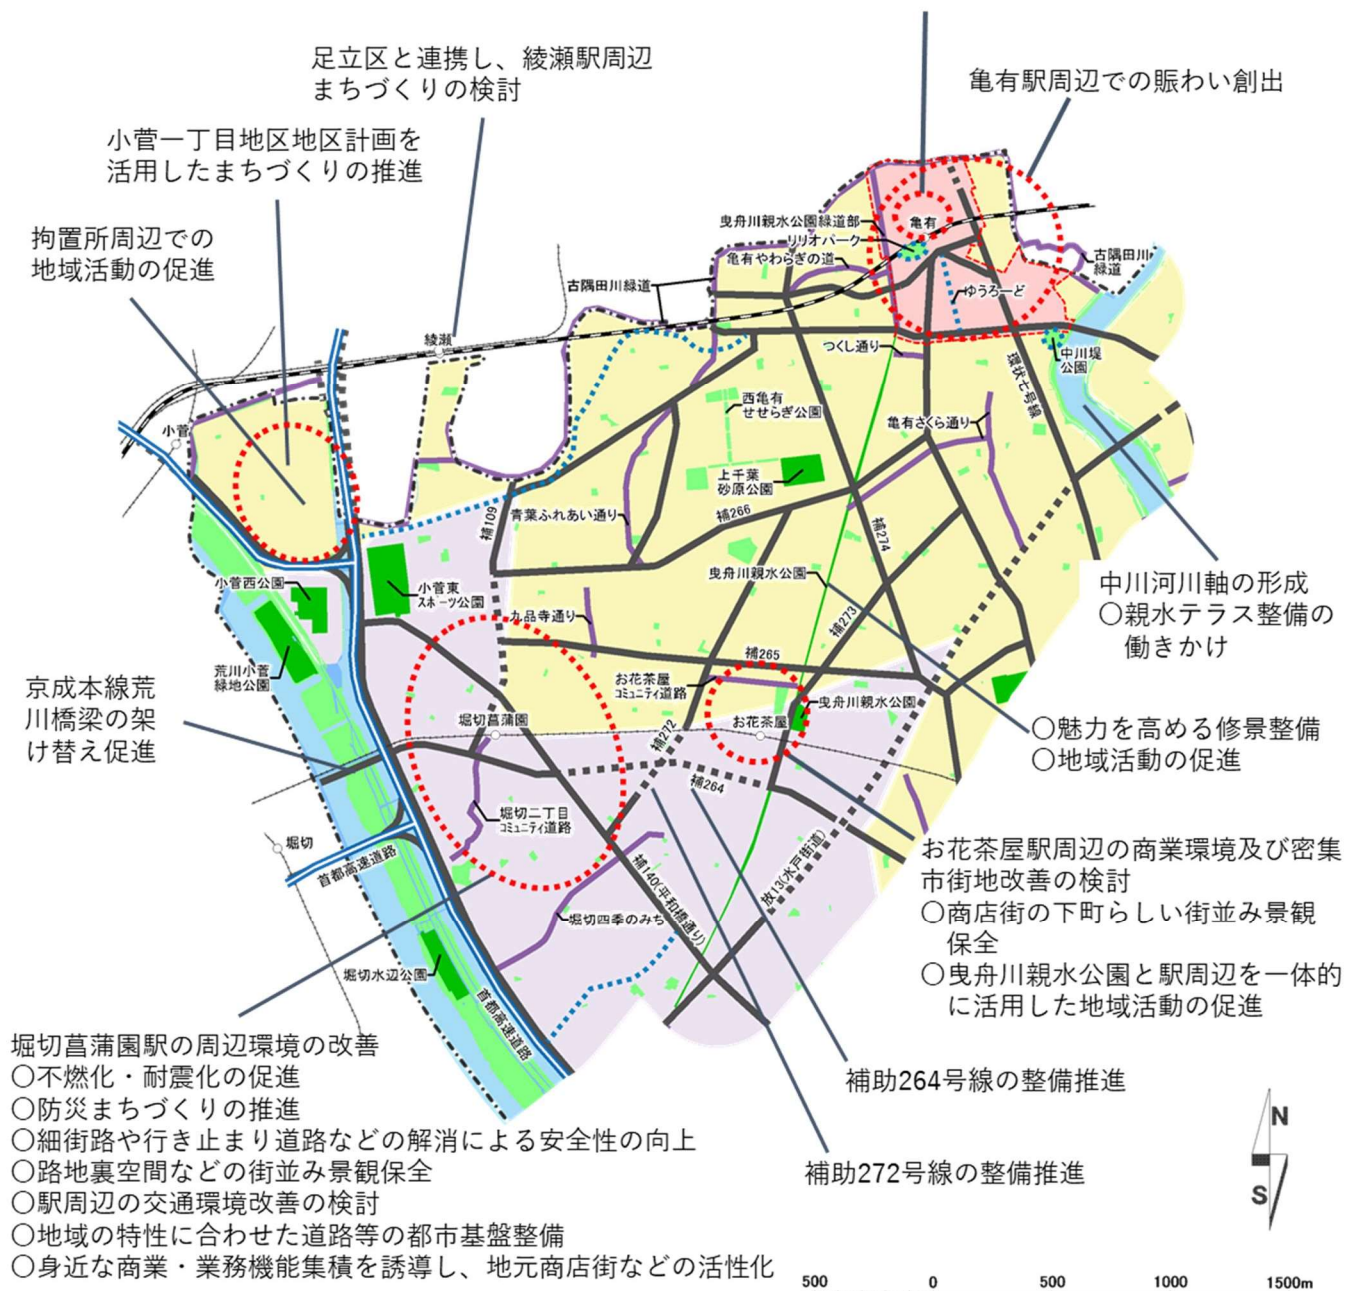 足立区と連携し、綾瀬駅周辺
まちづくりの検討
亀有駅周辺での賑わい創出
小菅一丁目地区地区計画を
活用したまちづくりの推進
拘置所周辺での
地域活動の促進
曳舟川親水公園緑道部
亀有
リリオパーク
亀有やわらぎの道
古隅田川
緑道
古隅田川緑道
ゆうろーど
綾瀬
つくし通り
中川堤
公園
環状七号線
小菅
西亀有
せせらぎ公園
亀有さくら通り
上千葉
砂原公園
補109
青葉ふれあい通り
補266
補274
曳舟川親水公園
小菅西公園
小菅東
スポーツ公園
中川河川軸の形成
○親水テラス整備の
働きかけ
九品寺通り
補273
補265
荒川小菅
緑地公園
お花茶屋
コミュニティ道路
京成本線荒
川橋梁の架
け替え促進
堀切菖蒲園
補272
お花茶屋
曳舟川親水公園
○魅力を高める修景整備
○地域活動の促進
補264
堀切二丁目
コミュニティ道路
堀切
首都高速道路
補140(平和橋通り)
放13(水戸街道)
お花茶屋駅周辺の商業環境及び密集
市街地改善の検討
○商店街の下町らしい街並み景観
保全
○曳舟川親水公園と駅周辺を一体的
に活用した地域活動の促進
堀切四季のみち
堀切水辺公園
首都高速道路
堀切菖蒲園駅の周辺環境の改善
○不燃化・耐震化の促進
○防災まちづくりの推進
○細街路や行き止まり道路などの解消による安全性の向上
○路地裏空間などの街並み景観保全
○駅周辺の交通環境改善の検討
○地域の特性に合わせた道路等の都市基盤整備
○身近な商業・業務機能集積を誘導し、地元商店街などの活性化
補助264号線の整備推進
補助272号線の整備推進
N
S
500 0 500 1000 1500m